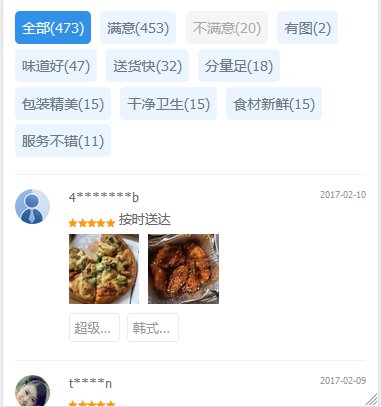 全部(473) 满意(453) 不满意(20) 有图(2)
味道好(47) 送货快(32) 分量足(18)
包装精美(15) 干净卫生(15) 食材新鲜(15)
服务不错(11)
4*******b 2017-02-10
按时送达
超级... 韩式...
t****n 2017-02-09